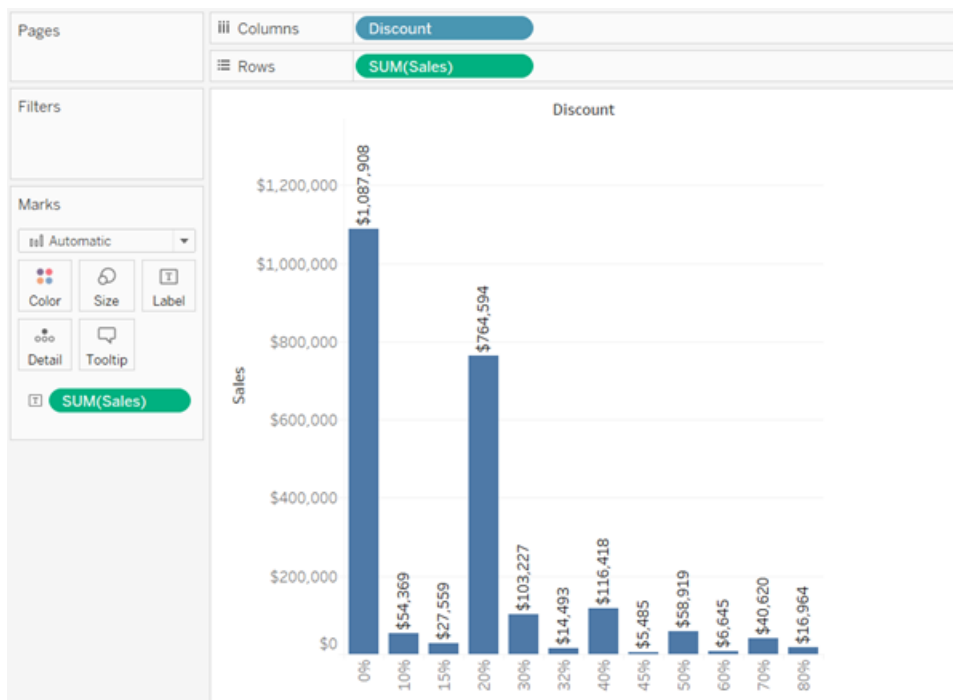 Pages
Columns
Discount
Rows
SUM(Sales)
Filters
Marks
Automatic
Color
Size
Label
Detail
Tooltip
SUM(Sales)
Discount
Sales
$1,200,000
$1,000,000
$800,000
$600,000
$400,000
$200,000
$0
$1,087,908
$54,369
$27,559
$764,594
$103,227
$14,493
$116,418
$5,485
$58,919
$6,645
$40,620
$16,964
0%
10%
15%
20%
30%
32%
40%
45%
50%
60%
70%
80%